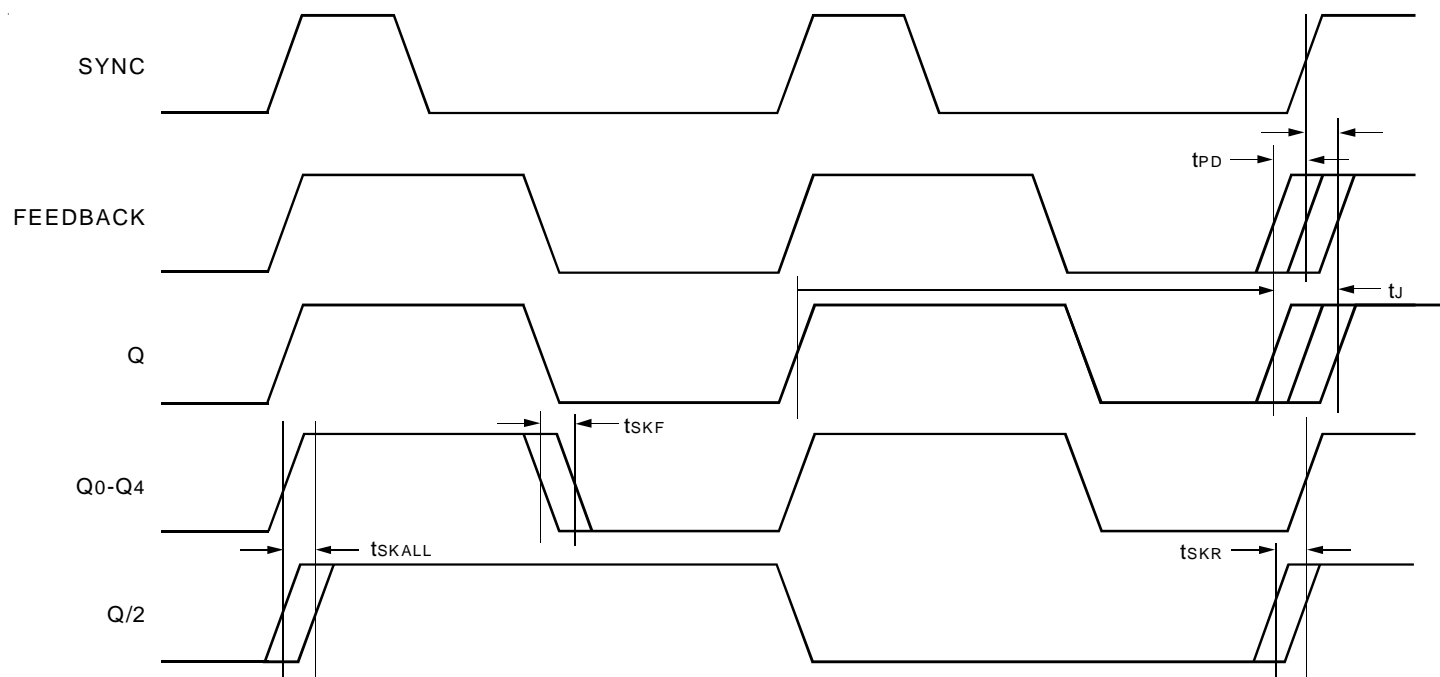 SYNC
tPD
FEEDBACK
tJ
Q
tSKF
Q0-Q4
tSKALL
tSKR
Q/2